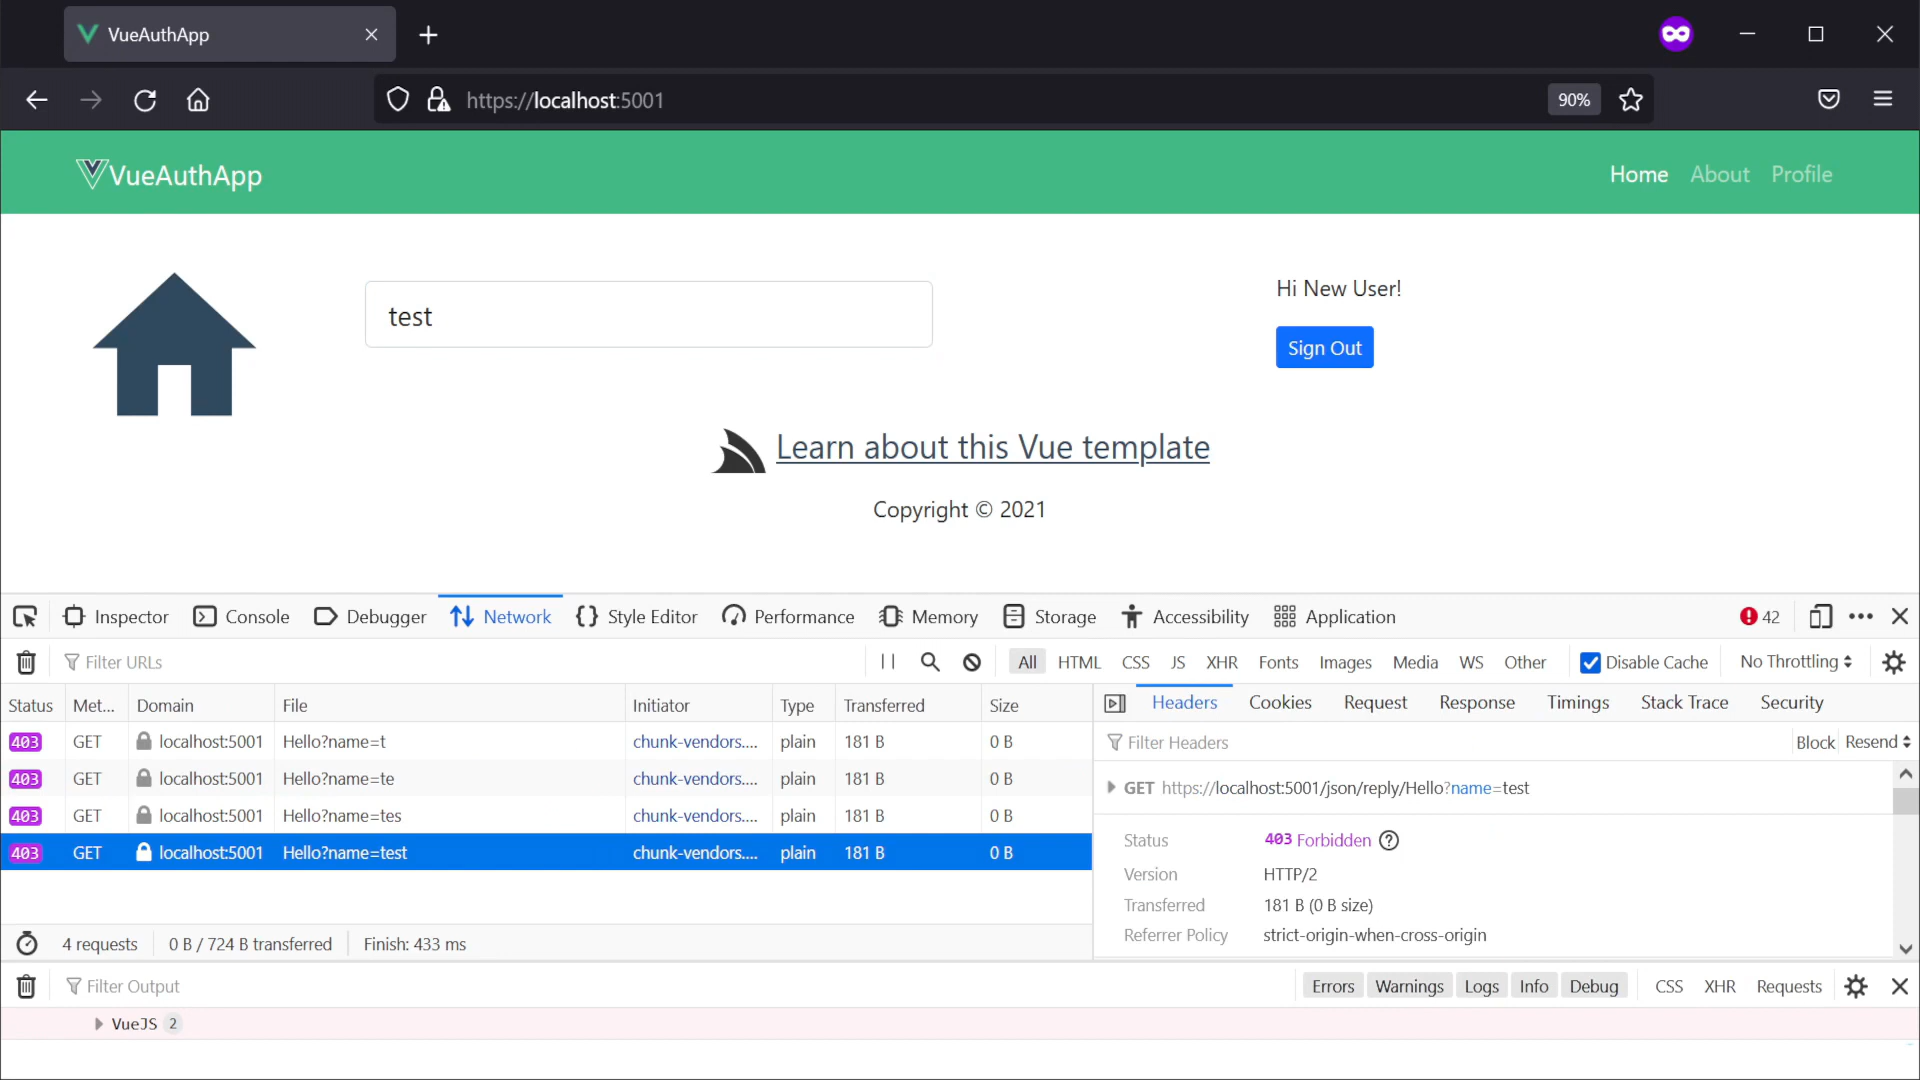 VueAuthApp
https://localhost:5001
90%
VueAuthApp
Home About Profile
test
Hi New User!
Sign Out
Learn about this Vue template
Copyright © 2021
Inspector Console Debugger Network Style Editor Performance Memory Storage Accessibility Application 42
Filter URLs All HTML CSS JS XHR Fonts Images Media WS Other Disable Cache No Throttling
Status Met... Domain File Initiator Type Transferred Size
403 GET localhost:5001 Hello?name=t chunk-vendors.... plain 181 B 0 B
403 GET localhost:5001 Hello?name=te chunk-vendors.... plain 181 B 0 B
403 GET localhost:5001 Hello?name=tes chunk-vendors.... plain 181 B 0 B
403 GET localhost:5001 Hello?name=test chunk-vendors.... plain 181 B 0 B
4 requests 0 B / 724 B transferred Finish: 433 ms
Headers Cookies Request Response Timings Stack Trace Security
Filter Headers Block Resend
GET https://localhost:5001/json/reply/Hello?name=test
Status 403 Forbidden ?
Version HTTP/2
Transferred 181 B (0 B size)
Referrer Policy strict-origin-when-cross-origin
Filter Output Errors Warnings Logs Info Debug CSS XHR Requests
VueJS 2